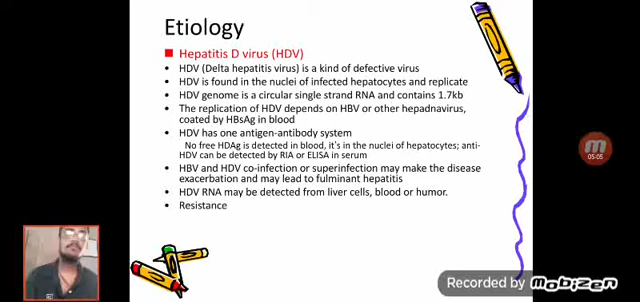 Etiology
Hepatitis D virus (HDV)
HDV (Delta hepatitis virus) is a kind of defective virus
HDV is found in the nuclei of infected hepatocytes and replicate
HDV genome is a circular single strand RNA and contains 1.7kb
The replication of HDV depends on HBV or other hepadnavirus,
coated by HBsAg in blood
HDV has one antigen-antibody system
No free HDAg is detected in blood, it's in the nuclei of hepatocytes; anti-
HDV can be detected by RIA or ELISA in serum
HBV and HDV co-infection or superinfection may make the disease
exacerbation and may lead to fulminant hepatitis
HDV RNA may be detected from liver cells, blood or humor.
Resistance
05:05
Recorded by mobizen